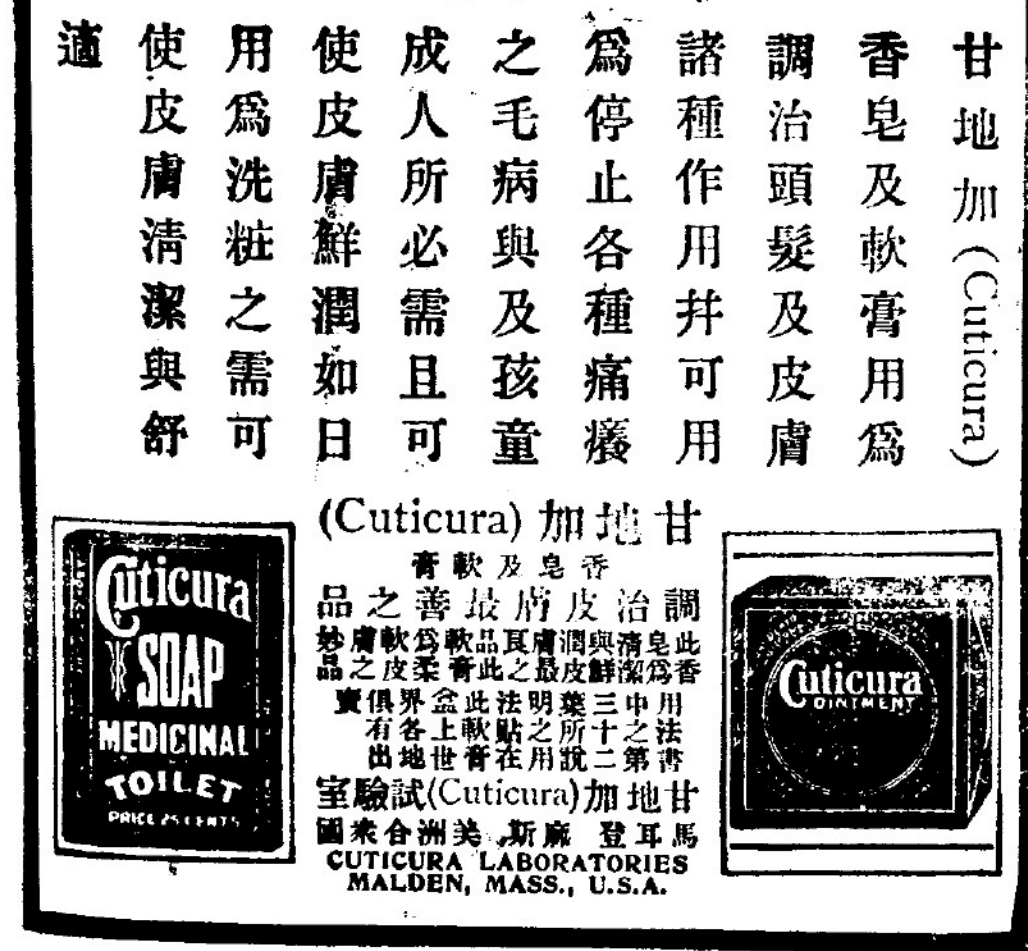 甘地加(Cuticura)
香皂及軟膏用爲
調治頭髮及皮膚
諸種作用幷可用
爲停止各種痛癢
之毛病與及孩童
成人所必需且可
使皮膚鮮潤如日
用爲洗粧之需可
使皮膚清潔與舒
適
甘地加 (Cuticura)
香皂及軟膏
調治皮膚最善之品
此香皂爲清潔與鮮潤皮膚最良之品此軟膏爲柔軟皮膚之妙品
用法書中之第三十二葉所說明之用法貼在此軟膏盒上世界各地俱有出賣
甘地加(Cuticura)試驗室
馬耳登 麻斯, 美洲合衆國
CUTICURA LABORATORIES
MALDEN, MASS., U.S.A.
Cuticura
SOAP
MEDICINAL
TOILET
PRICE 25 CENTS
Cuticura
OINTMENT